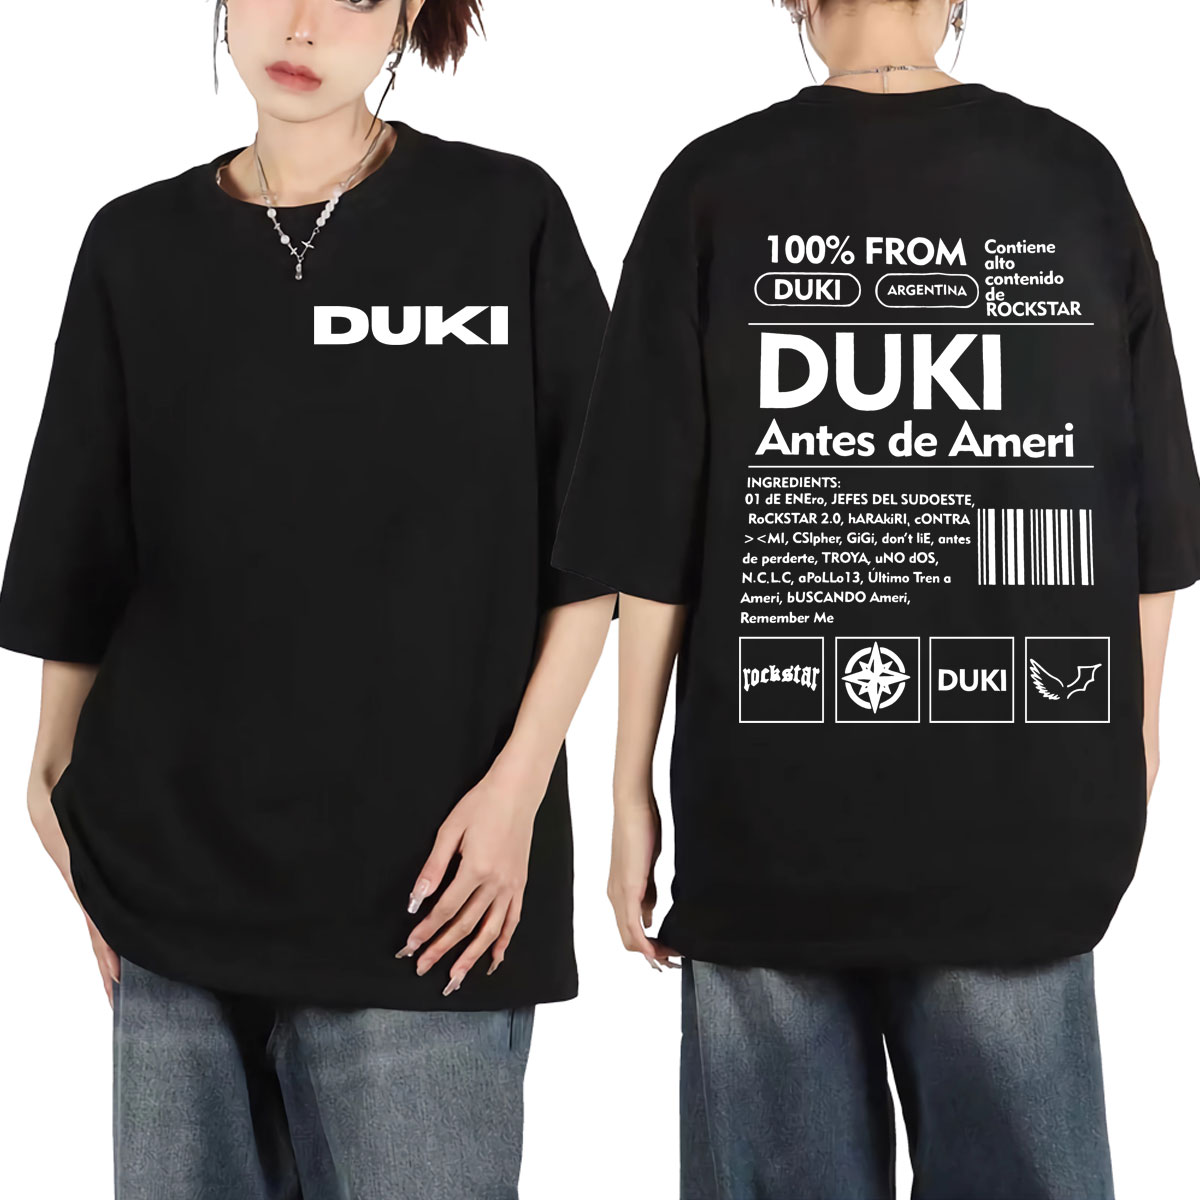 DUKI
100% FROM
DUKI
ARGENTINA
Contiene
alto
contenido
de
ROCKSTAR
DUKI
Antes de Ameri
INGREDIENTS:
01 dE ENEro, JEFES DEL SUDOESTE,
RoCKSTAR 2.0, hARAkiRI, cONTRA
><MI, CSIpher, GiGi, don't liE, antes
de perderte, TROYA, uNO dOS,
N.C.L.C, aPoLLo13, Último Tren a
Ameri, bUSCANDO Ameri,
Remember Me
rockstar
DUKI